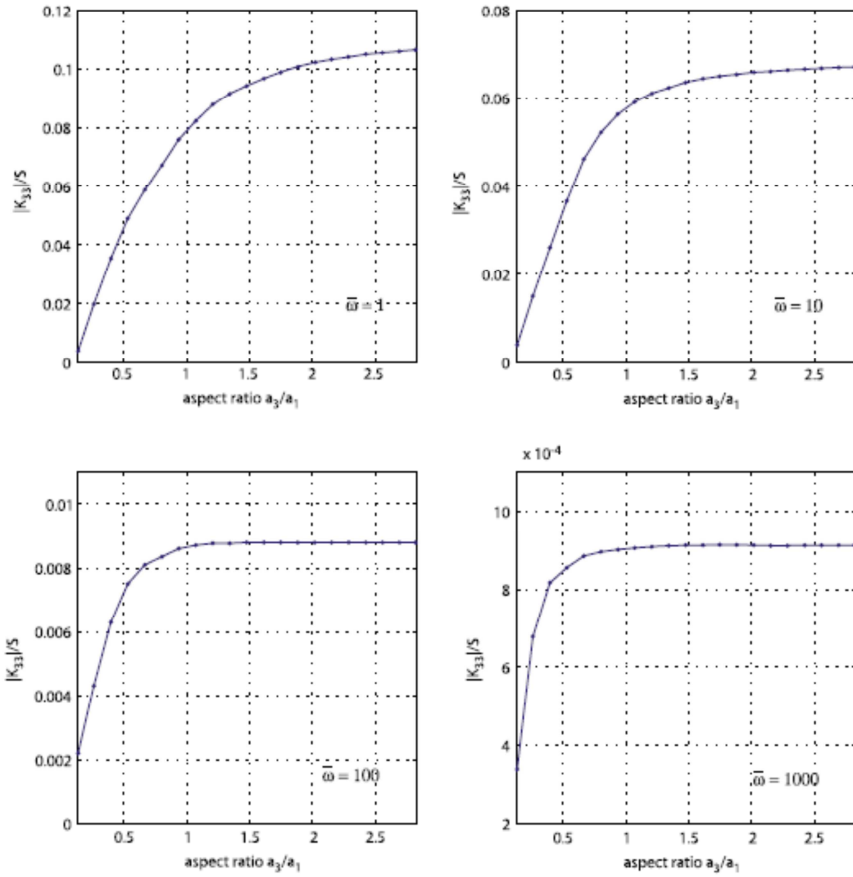 0.12
0.1
0.08
0.06
0.04
0.02
0
|K33|/S
0.5 1 1.5 2 2.5
aspect ratio a3/a1
ω̅ = 1
0.08
0.06
0.04
0.02
0
|K33|/S
0.5 1 1.5 2 2.5
aspect ratio a3/a1
ω̅ = 10
0.01
0.008
0.006
0.004
0.002
0
|K33|/S
0.5 1 1.5 2 2.5
aspect ratio a3/a1
ω̅ = 100
x 10-4
10
8
6
4
2
|K33|/S
0.5 1 1.5 2 2.5
aspect ratio a3/a1
ω̅ = 1000